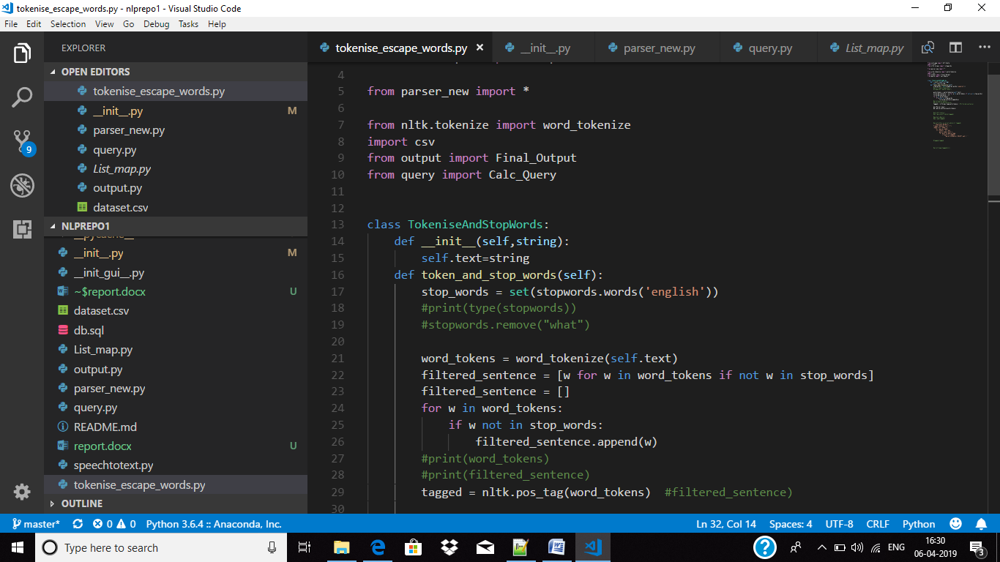 tokenise_escape_words.py - nlprepo1 - Visual Studio Code
File Edit Selection View Go Debug Tasks Help
EXPLORER
OPEN EDITORS
tokenise_escape_words.py
__init__.py M
parser_new.py
query.py
List_map.py
output.py
dataset.csv
NLPREPO1
__pycache__
__init__.py M
__init_gui__.py
~$report.docx U
dataset.csv
db.sql
List_map.py
output.py
parser_new.py
query.py
README.md
report.docx U
speechtotext.py
tokenise_escape_words.py
OUTLINE
9
tokenise_escape_words.py × __init__.py parser_new.py query.py List_map.py
4
5 from parser_new import *
6
7 from nltk.tokenize import word_tokenize
8 import csv
9 from output import Final_Output
10 from query import Calc_Query
11
12
13 class TokeniseAndStopWords:
14 def __init__(self,string):
15 self.text=string
16 def token_and_stop_words(self):
17 stop_words = set(stopwords.words('english'))
18 #print(type(stopwords))
19 #stopwords.remove("what")
20
21 word_tokens = word_tokenize(self.text)
22 filtered_sentence = [w for w in word_tokens if not w in stop_words]
23 filtered_sentence = []
24 for w in word_tokens:
25 if w not in stop_words:
26 filtered_sentence.append(w)
27 #print(word_tokens)
28 #print(filtered_sentence)
29 tagged = nltk.pos_tag(word_tokens) #filtered_sentence)
30
master* 0 0 Python 3.6.4 :: Anaconda, Inc. Ln 32, Col 14 Spaces: 4 UTF-8 CRLF Python
Type here to search
ENG
16:30
06-04-2019
3